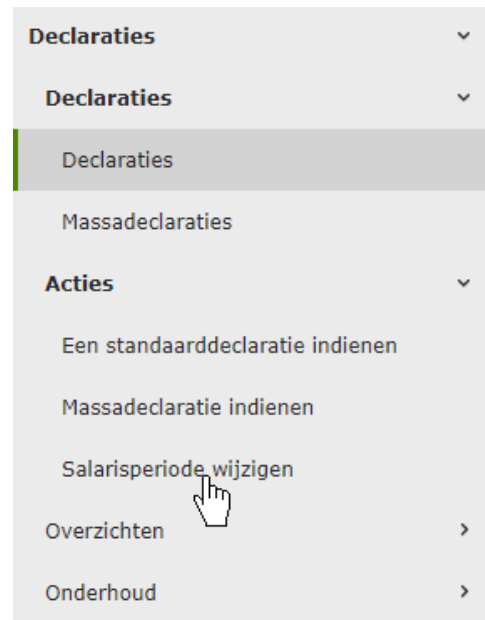 Declaraties
Declaraties
Declaraties
Massadeclaraties
Acties
Een standaarddeclaratie indienen
Massadeclaratie indienen
Salarisperiode wijzigen
Overzichten
Onderhoud